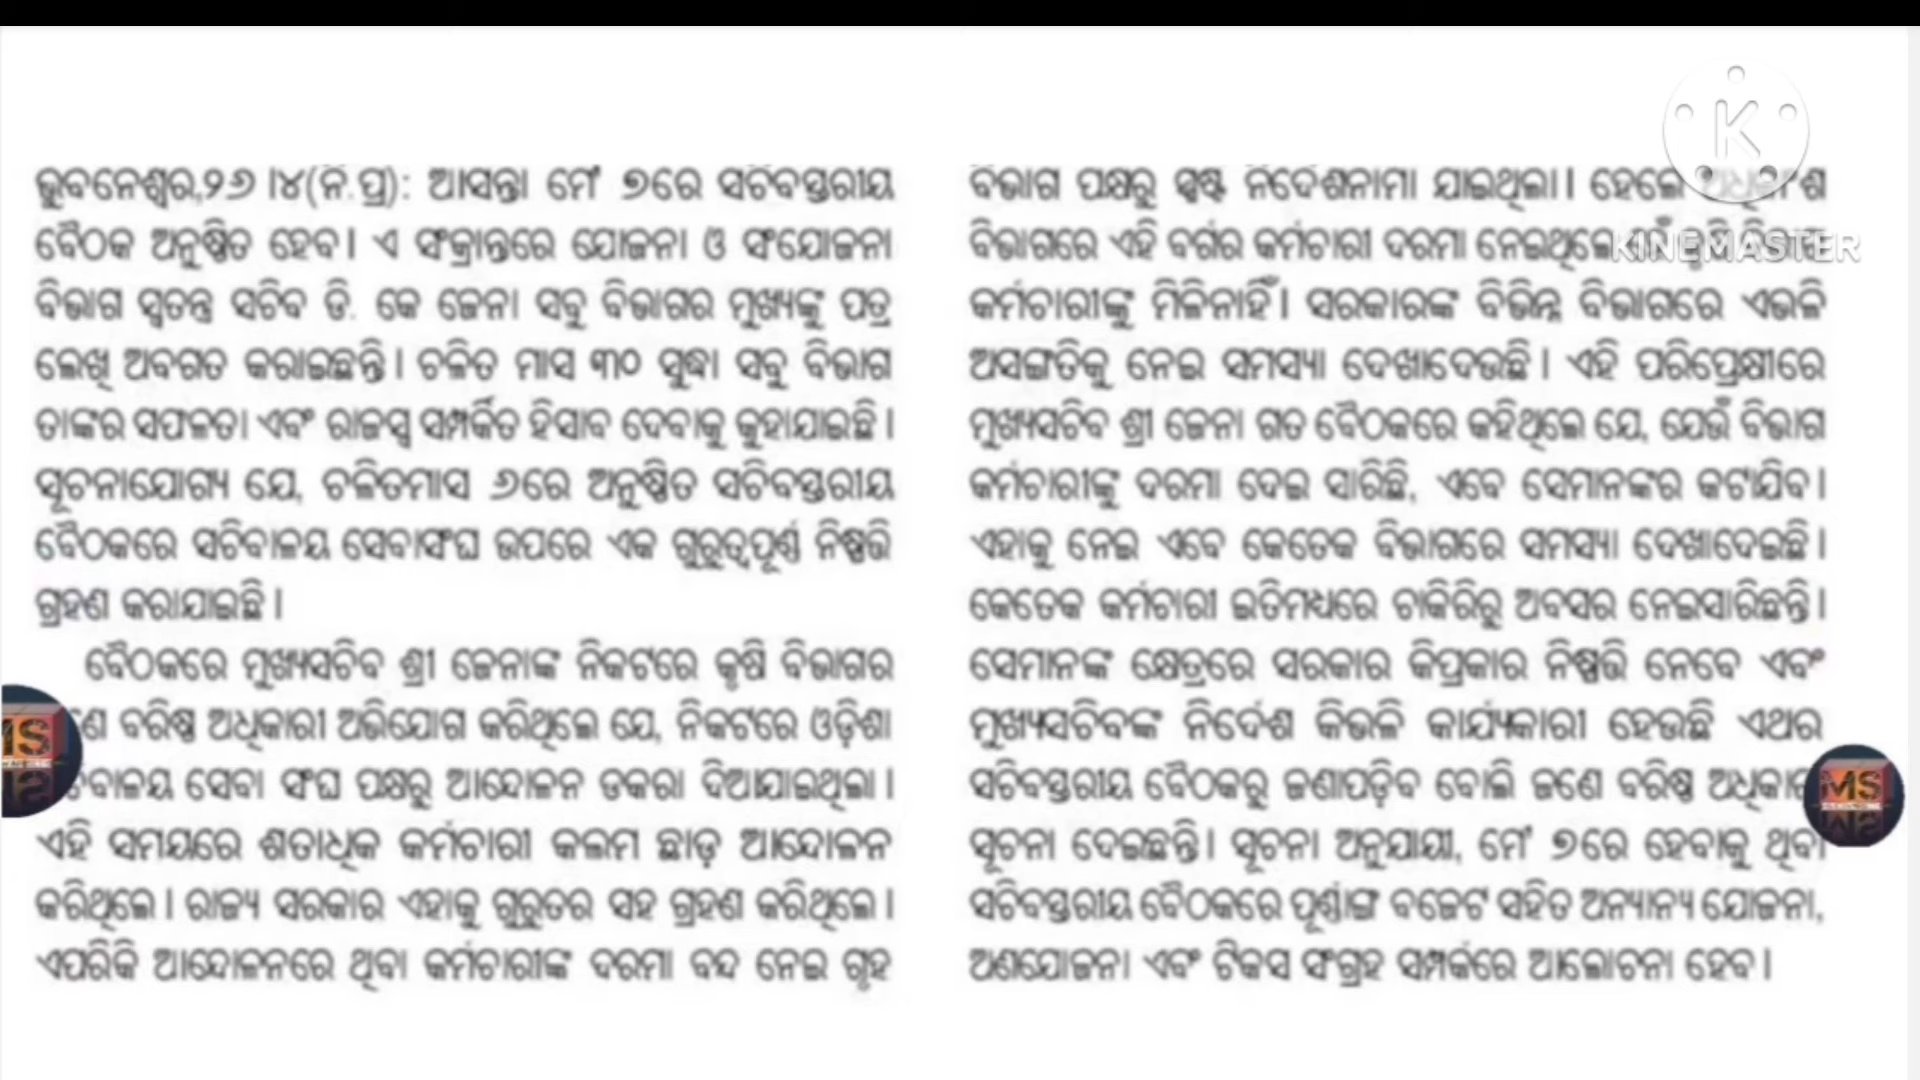 ଭୁବନେଶ୍ୱର,୨୬ ।୪(ନି.ପ୍ର): ଆସନ୍ତା ମେ' ୭ରେ ସଚିବସ୍ତରୀୟ
ବୈଠକ ଅନୁଷ୍ଠିତ ହେବ। ଏ ସଂକ୍ରାନ୍ତରେ ଯୋଜନା ଓ ସଂଯୋଜନା
ବିଭାଗ ସ୍ୱତନ୍ତ୍ର ସଚିବ ଡି. କେ ଜେନା ସବୁ ବିଭାଗର ମୁଖ୍ୟଙ୍କୁ ପତ୍ର
ଲେଖି ଅବଗତ କରାଇଛନ୍ତି। ଚଳିତ ମାସ ୩୦ ସୁଦ୍ଧା ସବୁ ବିଭାଗ
ତାଙ୍କର ସଫଳତା ଏବଂ ରାଜସ୍ୱ ସମ୍ପର୍କିତ ହିସାବ ଦେବାକୁ କୁହାଯାଇଛି।
ସୂଚନାଯୋଗ୍ୟ ଯେ, ଚଳିତମାସ ୬ରେ ଅନୁଷ୍ଠିତ ସଚିବସ୍ତରୀୟ
ବୈଠକରେ ସଚିବାଳୟ ସେବାସଂଘ ଉପରେ ଏକ ଗୁରୁତ୍ୱପୂର୍ଣ୍ଣ ନିଷ୍ପତ୍ତି
ଗ୍ରହଣ କରାଯାଇଛି।
ବୈଠକରେ ମୁଖ୍ୟସଚିବ ଶ୍ରୀ ଜେନାଙ୍କ ନିକଟରେ କୃଷି ବିଭାଗର
ବରିଷ୍ଠ ଅଧିକାରୀ ଅଭିଯୋଗ କରିଥିଲେ ଯେ, ନିକଟରେ ଓଡ଼ିଶା
ସେବା ସଂଘ ପକ୍ଷରୁ ଆନ୍ଦୋଳନ ଡକରା ଦିଆଯାଇଥିଲା।
ଏହି ସମୟରେ ଶତାଧିକ କର୍ମଚାରୀ କଲମ ଛାଡ଼ ଆନ୍ଦୋଳନ
କରିଥିଲେ। ରାଜ୍ୟ ସରକାର ଏହାକୁ ଗୁରୁତର ସହ ଗ୍ରହଣ କରିଥିଲେ।
ଏପରିକି ଆନ୍ଦୋଳନରେ ଥିବା କର୍ମଚାରୀଙ୍କ ଦରମା ବନ୍ଦ ନେଇ ଗୃହ
ବିଭାଗ ପକ୍ଷରୁ ସ୍ପଷ୍ଟ ନିର୍ଦେଶନାମା ଯାଇଥିଲା। ହେଲେ
ବିଭାଗରେ ଏହି ବର୍ଗର କର୍ମଚାରୀ ଦରମା ନେଇଥିଲେ
କର୍ମଚାରୀଙ୍କୁ ମିଳିନାହିଁ। ସରକାରଙ୍କ ବିଭିନ୍ନ ବିଭାଗରେ ଏଭଳି
ଅସଙ୍ଗତିକୁ ନେଇ ସମସ୍ୟା ଦେଖାଦେଉଛି। ଏହି ପରିପ୍ରେକ୍ଷୀରେ
ମୁଖ୍ୟସଚିବ ଶ୍ରୀ ଜେନା ଗତ ବୈଠକରେ କହିଥିଲେ ଯେ, ଯେଉଁ ବିଭାଗ
କର୍ମଚାରୀଙ୍କୁ ଦରମା ଦେଇ ସାରିଛି, ଏବେ ସେମାନଙ୍କର କଟାଯିବ।
ଏହାକୁ ନେଇ ଏବେ କେତେକ ବିଭାଗରେ ସମସ୍ୟା ଦେଖାଦେଇଛି।
କେତେକ କର୍ମଚାରୀ ଇତିମଧ୍ୟରେ ଚାକିରିରୁ ଅବସର ନେଇସାରିଛନ୍ତି।
ସେମାନଙ୍କ କ୍ଷେତ୍ରରେ ସରକାର କିପ୍ରକାର ନିଷ୍ପତ୍ତି ନେବେ ଏବଂ
ମୁଖ୍ୟସଚିବଙ୍କ ନିର୍ଦେଶ କିଭଳି କାର୍ଯ୍ୟକାରୀ ହେଉଛି ଏଥର
ସଚିବସ୍ତରୀୟ ବୈଠକରୁ ଜଣାପଡ଼ିବ ବୋଲି ଜଣେ ବରିଷ୍ଠ
ସୂଚନା ଦେଇଛନ୍ତି। ସୂଚନା ଅନୁଯାୟୀ, ମେ' ୭ରେ ହେବାକୁ ଥିବା
ସଚିବସ୍ତରୀୟ ବୈଠକରେ ପୂର୍ଣ୍ଣାଙ୍ଗ ବଜେଟ ସହିତ ଅନ୍ୟାନ୍ୟ ଯୋଜନା,
ଅଣଯୋଜନା ଏବଂ ଟିକସ ସଂଗ୍ରହ ସମ୍ପର୍କରେ ଆଲୋଚନା ହେବ।
K
KINEMASTER
MS
MS